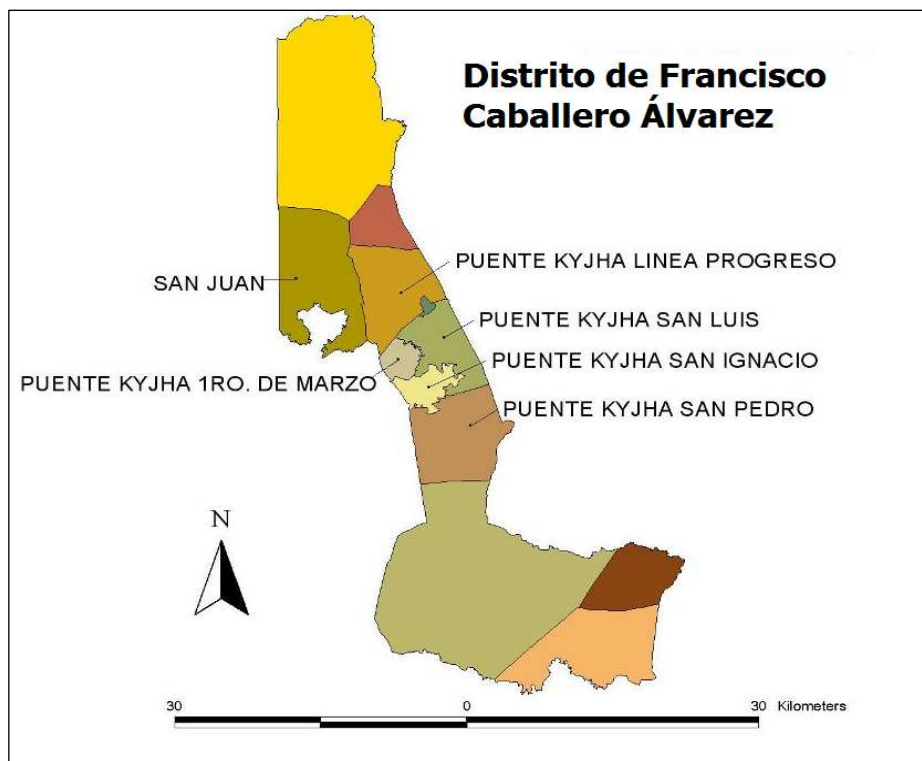 Distrito de Francisco
Caballero Álvarez
PUENTE KYJHA LINEA PROGRESO
SAN JUAN
PUENTE KYJHA SAN LUIS
PUENTE KYJHA SAN IGNACIO
PUENTE KYJHA 1RO. DE MARZO
PUENTE KYJHA SAN PEDRO
N
30 0 30 Kilometers